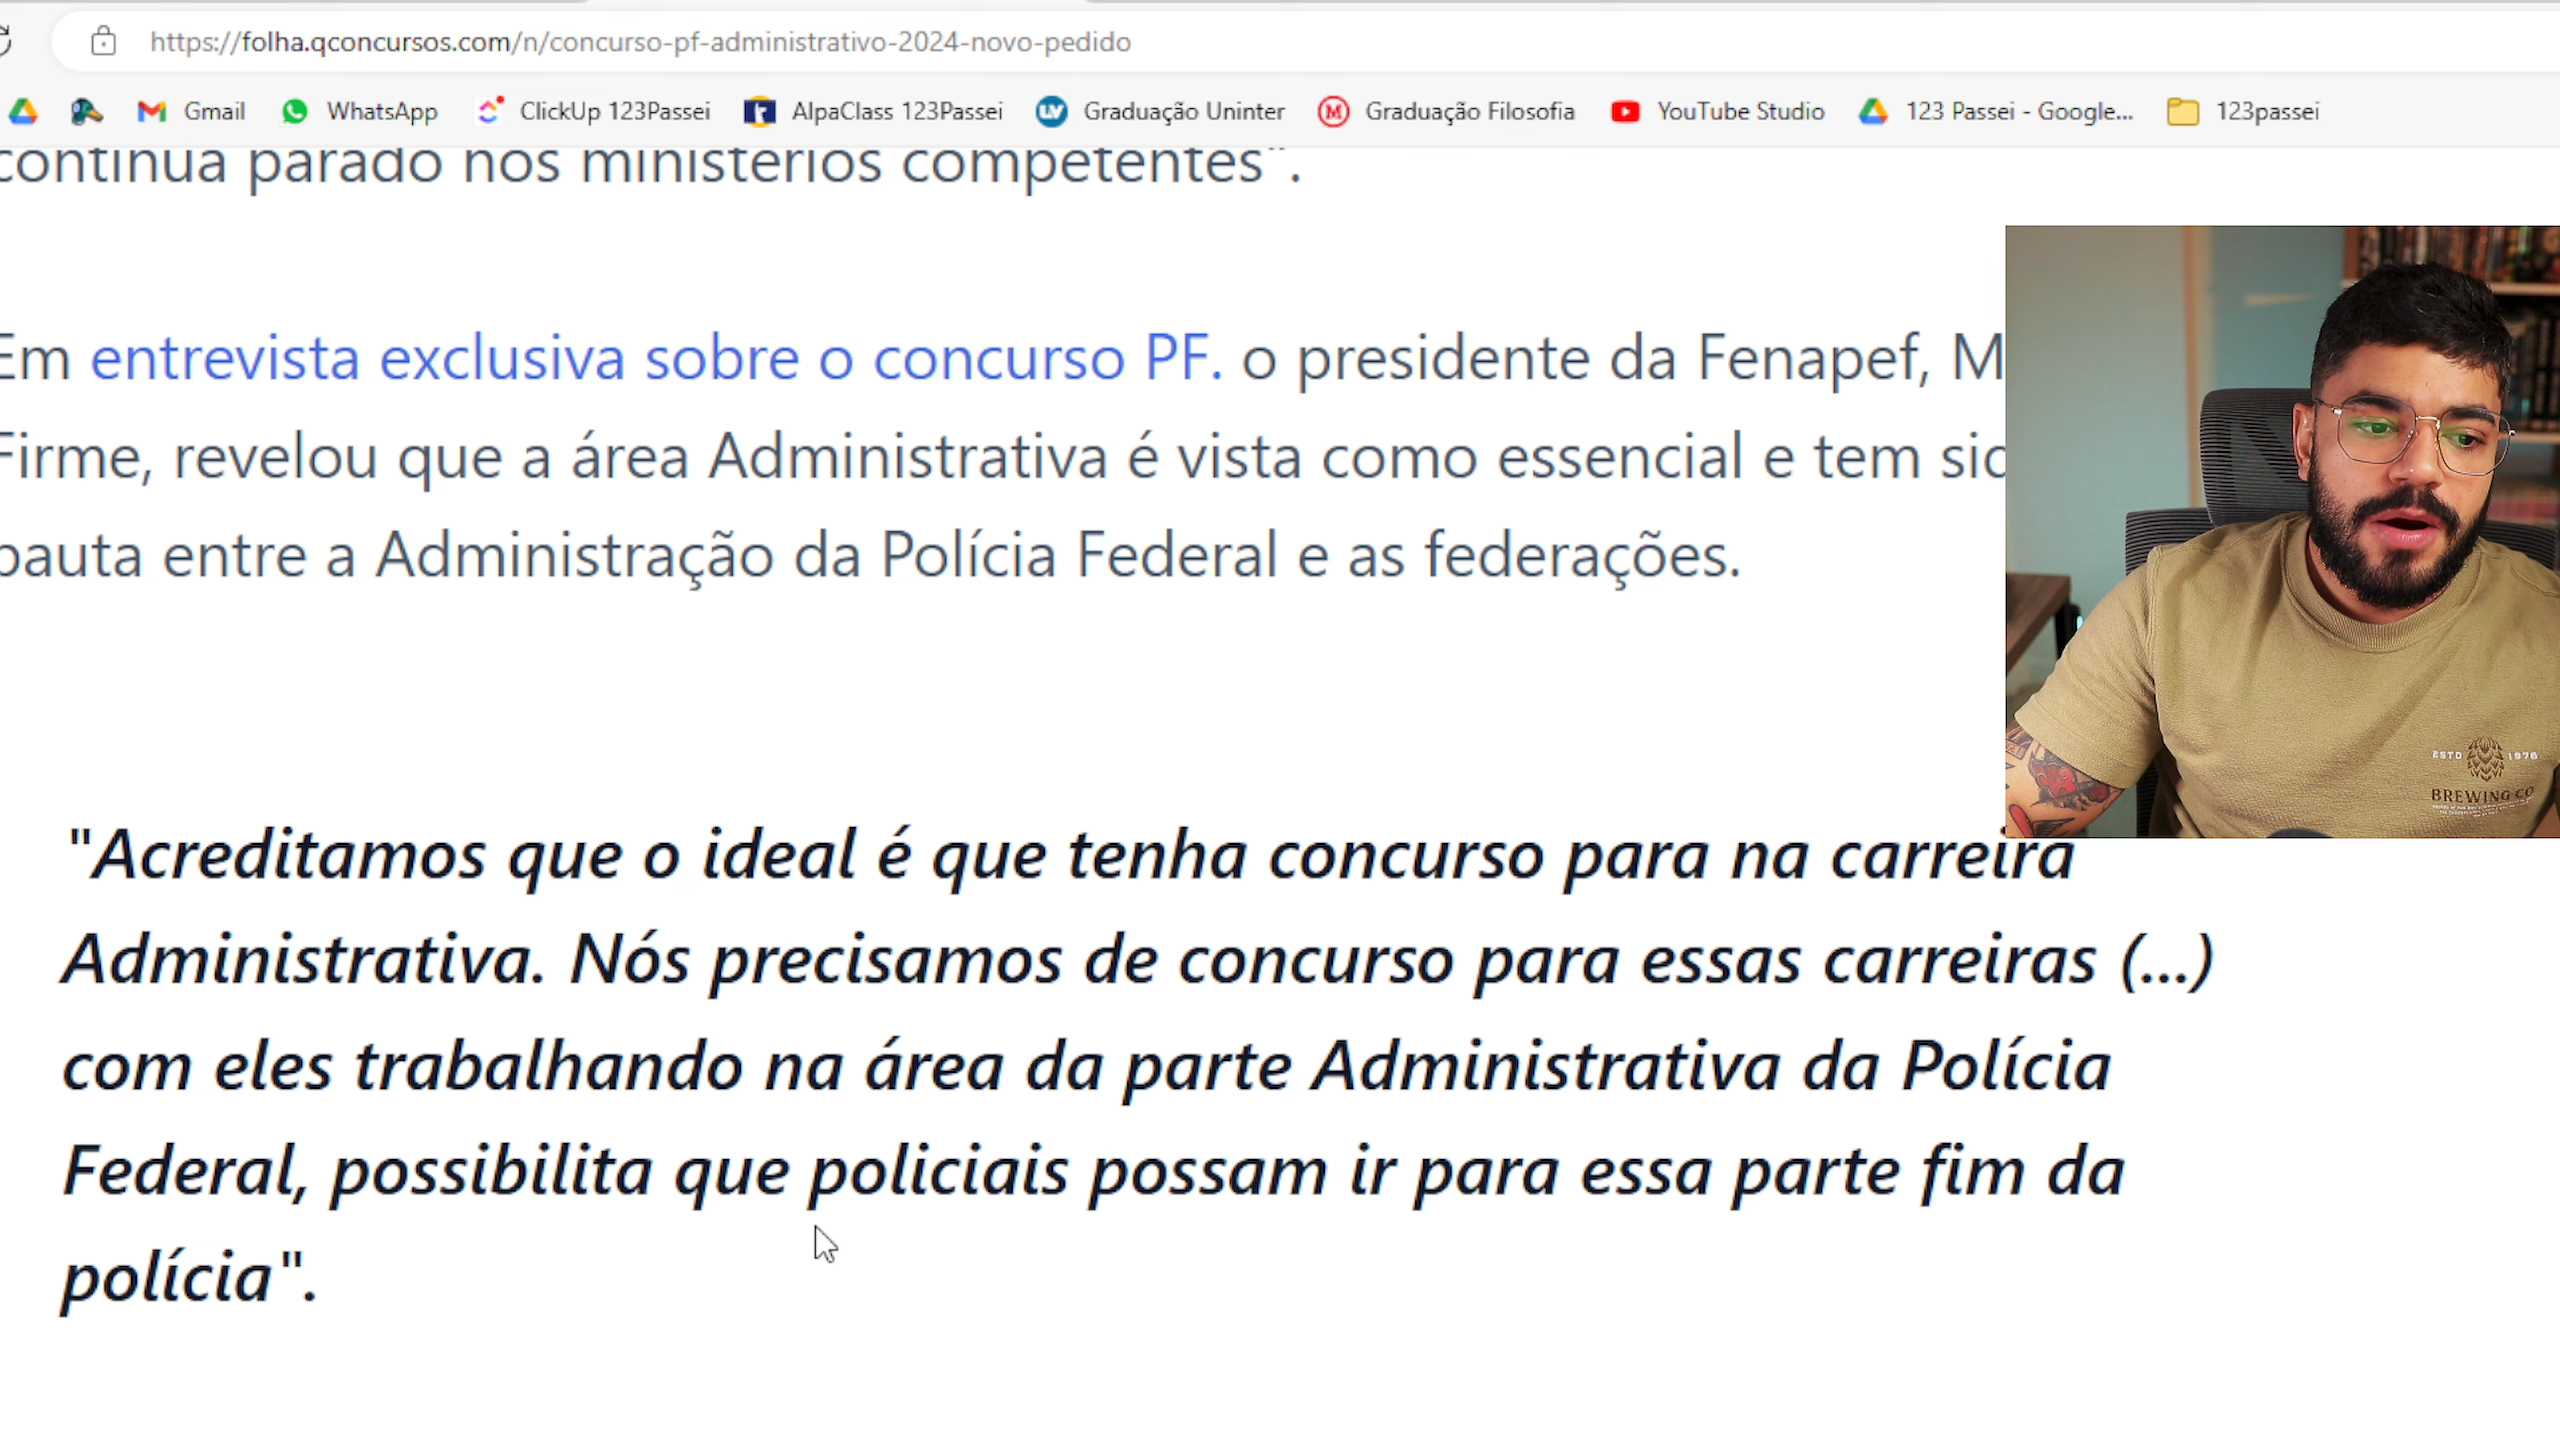 https://folha.qconcursos.com/n/concurso-pf-administrativo-2024-novo-pedido
Gmail WhatsApp ClickUp 123Passei AlpaClass 123Passei Graduação Uninter Graduação Filosofia YouTube Studio 123 Passei - Google... 123passei
continua parado nos ministérios competentes".
Em entrevista exclusiva sobre o concurso PF. o presidente da Fenapef, M
Firme, revelou que a área Administrativa é vista como essencial e tem sid
pauta entre a Administração da Polícia Federal e as federações.
ESTD 1976
BREWING CO
"Acreditamos que o ideal é que tenha concurso para na carreira
Administrativa. Nós precisamos de concurso para essas carreiras (...)
com eles trabalhando na área da parte Administrativa da Polícia
Federal, possibilita que policiais possam ir para essa parte fim da
polícia".